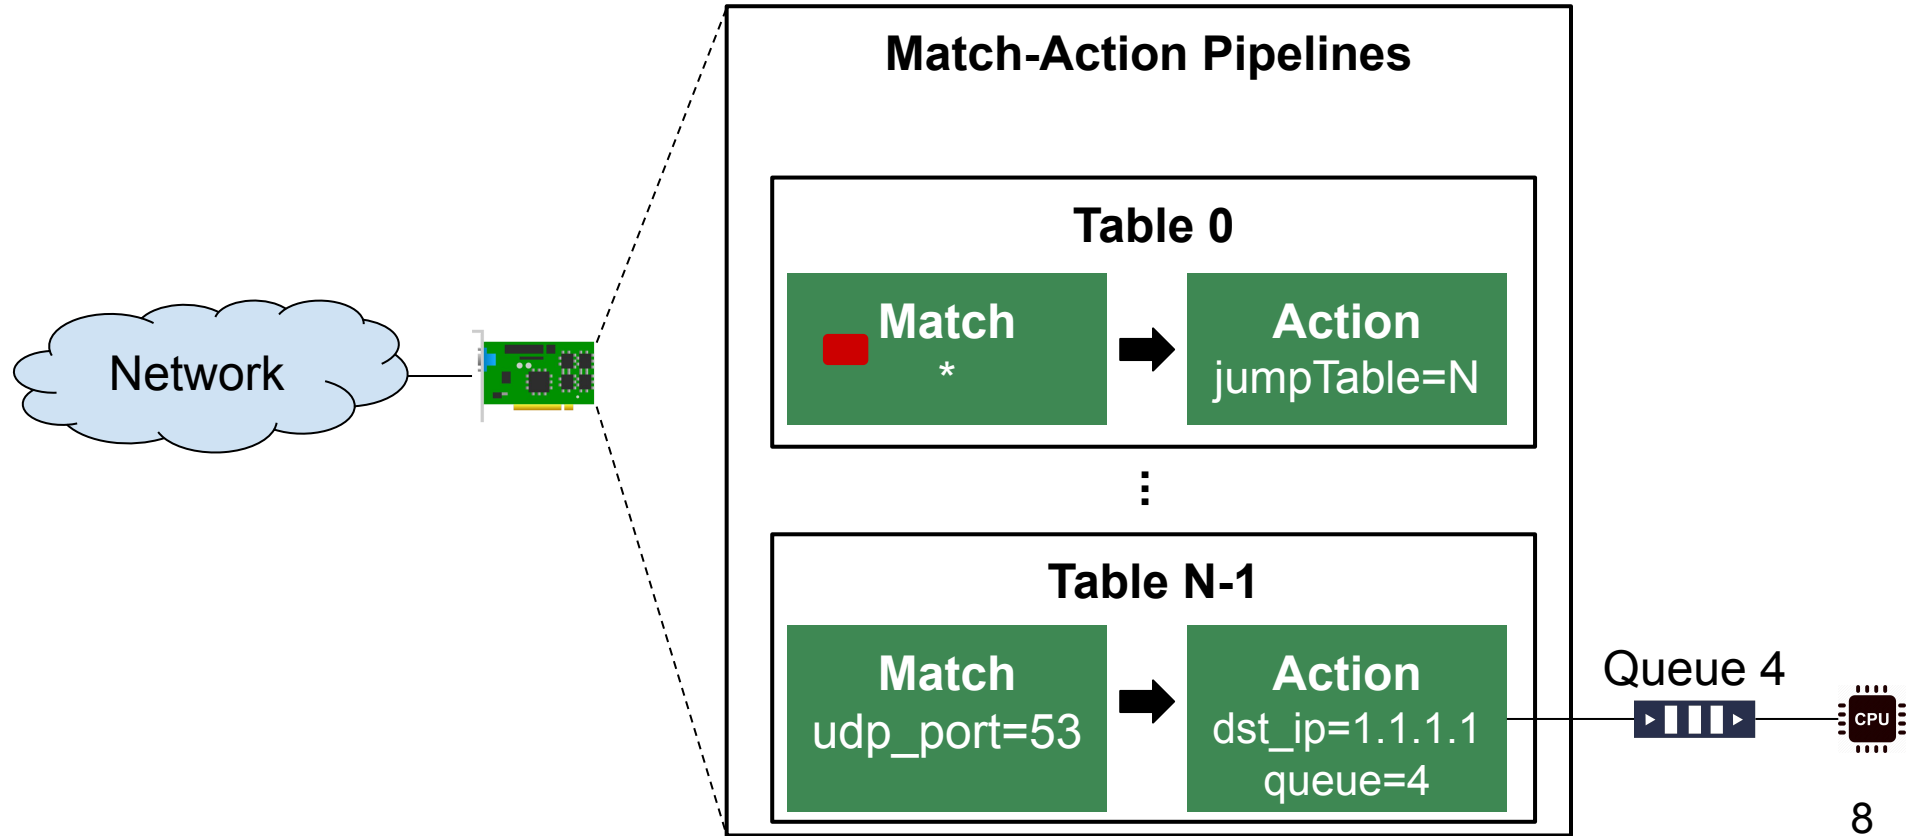 Match-Action Pipelines
Table 0
Match
*
Action
jumpTable=N
Network
⋮
Table N-1
Match
udp_port=53
Action
dst_ip=1.1.1.1
queue=4
Queue 4
CPU
8